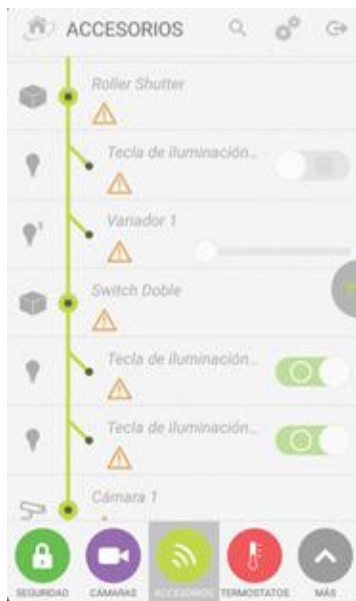 ACCESORIOS
Roller Shutter
Tecla de iluminación...
Variador 1
Switch Doble
Tecla de iluminación...
Tecla de iluminación...
Cámara 1
SEGURIDAD
CÁMARAS
ACCESORIOS
TERMOSTATOS
MÁS